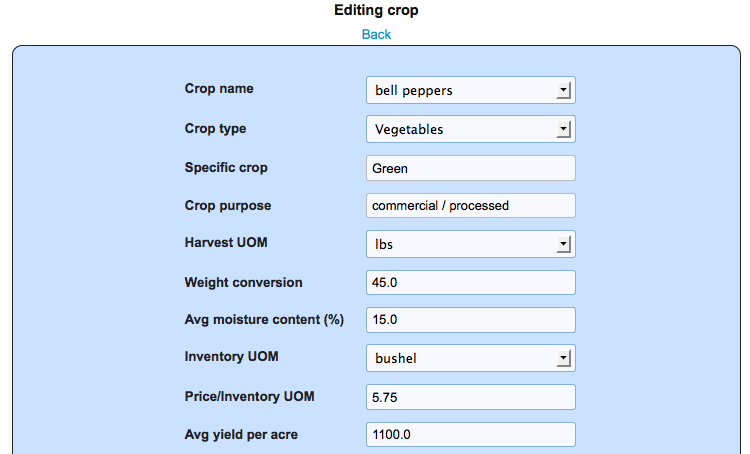 Editing crop
Back
Crop name bell peppers
Crop type Vegetables
Specific crop Green
Crop purpose commercial / processed
Harvest UOM lbs
Weight conversion 45.0
Avg moisture content (%) 15.0
Inventory UOM bushel
Price/Inventory UOM 5.75
Avg yield per acre 1100.0